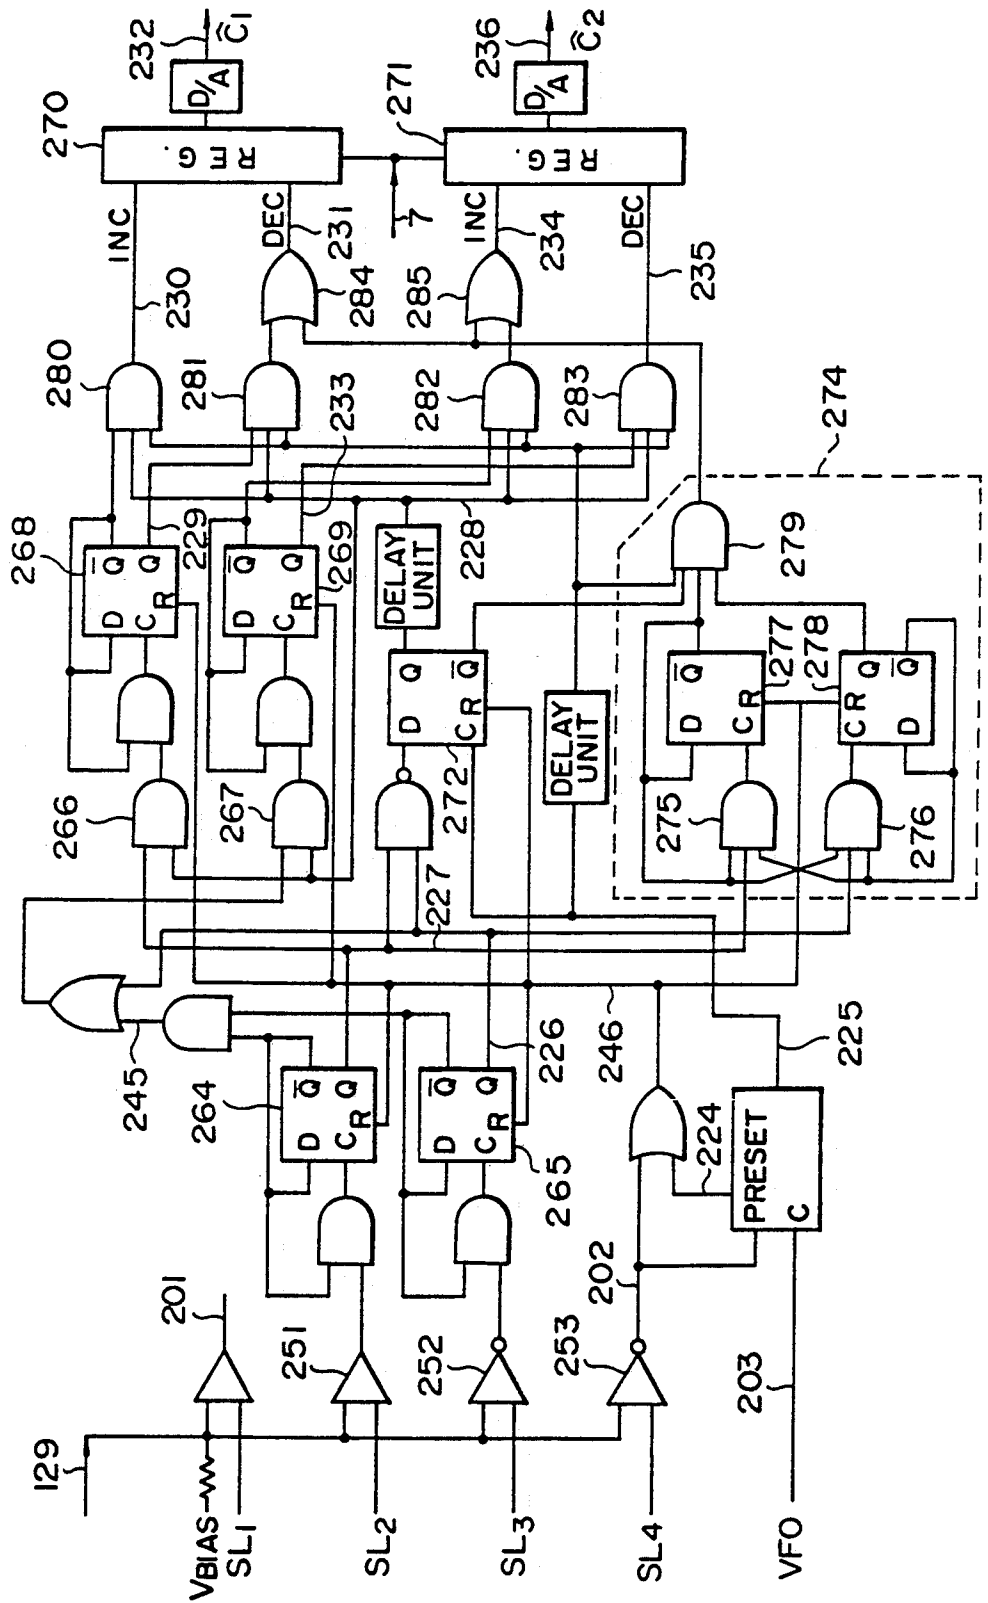 270
232
Ĉ1
D/A
REG.
INC
230
280
DEC
231
284
281
7
271
236
Ĉ2
D/A
REG.
INC
234
285
282
DEC
235
283
233
274
268
D Q̄
C Q
R
229
D Q̄
C Q
R
269
DELAY
UNIT
228
266
267
D Q
C Q̄
R
272
DELAY
UNIT
279
D Q̄
C
R
277
278
R
C Q
D Q̄
275
276
227
245
264
D Q̄
C Q
R
226
246
D Q̄
C Q
R
265
224
225
PRESET
C
202
201
251
252
253
203
129
VBIAS
SL1
SL2
SL3
SL4
VFO